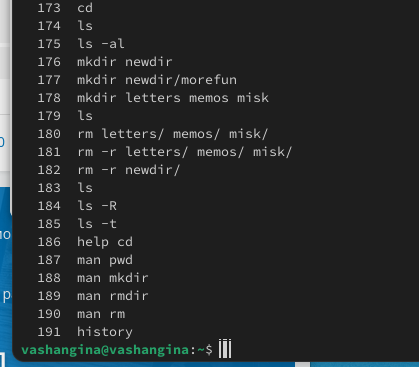 173 cd
174 ls
175 ls -al
176 mkdir newdir
177 mkdir newdir/morefun
178 mkdir letters memos misk
179 ls
180 rm letters/ memos/ misk/
181 rm -r letters/ memos/ misk/
182 rm -r newdir/
183 ls
184 ls -R
185 ls -t
186 help cd
187 man pwd
188 man mkdir
189 man rmdir
190 man rm
191 history
vashangina@vashangina:~$